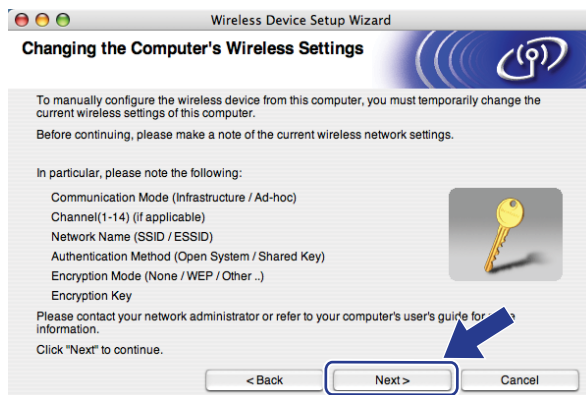 Wireless Device Setup Wizard
Changing the Computer's Wireless Settings
To manually configure the wireless device from this computer, you must temporarily change the
current wireless settings of this computer.
Before continuing, please make a note of the current wireless network settings.
In particular, please note the following:
Communication Mode (Infrastructure / Ad-hoc)
Channel(1-14) (if applicable)
Network Name (SSID / ESSID)
Authentication Method (Open System / Shared Key)
Encryption Mode (None / WEP / Other ..)
Encryption Key
Please contact your network administrator or refer to your computer's user's guide for
information.
Click "Next" to continue.
< Back Next > Cancel